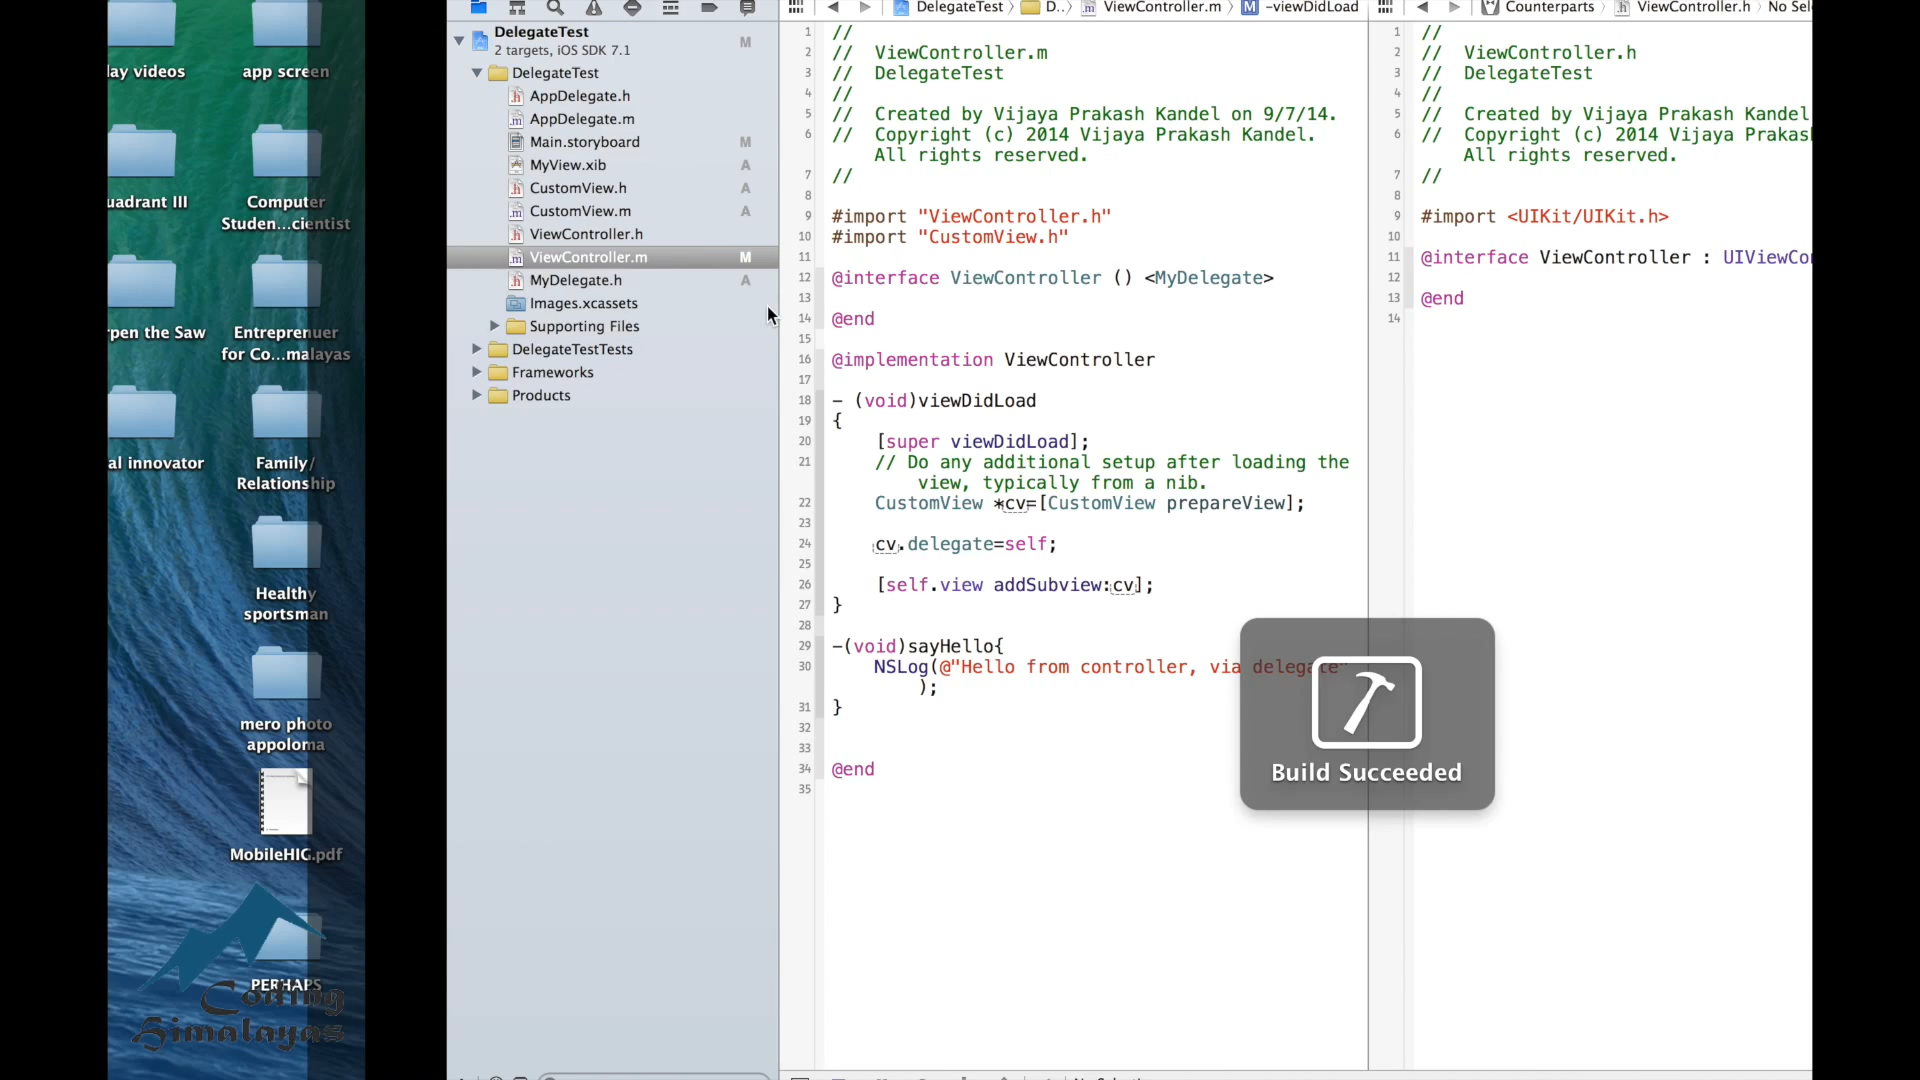 lay videos
app screen
uadrant III
Computer
Studen...cientist
rpen the Saw
Entreprenuer
for Co...malayas
al innovator
Family/
Relationship
Healthy
sportsman
mero photo
appoloma
MobileHIG.pdf
PERHAPS
Coding
Himalayas
DelegateTest
2 targets, iOS SDK 7.1
M
DelegateTest
AppDelegate.h
AppDelegate.m
Main.storyboard M
MyView.xib A
CustomView.h A
CustomView.m A
ViewController.h
ViewController.m M
MyDelegate.h A
Images.xcassets
Supporting Files
DelegateTestTests
Frameworks
Products
DelegateTest D.. ViewController.m M -viewDidLoad
1 //
2 // ViewController.m
3 // DelegateTest
4 //
5 // Created by Vijaya Prakash Kandel on 9/7/14.
6 // Copyright (c) 2014 Vijaya Prakash Kandel.
All rights reserved.
7 //
8
9 #import "ViewController.h"
10 #import "CustomView.h"
11
12 @interface ViewController () <MyDelegate>
13
14 @end
15
16 @implementation ViewController
17
18 - (void)viewDidLoad
19 {
20 [super viewDidLoad];
21 // Do any additional setup after loading the
view, typically from a nib.
22 CustomView *cv=[CustomView prepareView];
23
24 cv.delegate=self;
25
26 [self.view addSubview:cv];
27 }
28
29 -(void)sayHello{
30 NSLog(@"Hello from controller, via delegate"
);
31 }
32
33
34 @end
35
Counterparts ViewController.h No Sel
1 //
2 // ViewController.h
3 // DelegateTest
4 //
5 // Created by Vijaya Prakash Kandel
6 // Copyright (c) 2014 Vijaya Prakas
All rights reserved.
7 //
8
9 #import <UIKit/UIKit.h>
10
11 @interface ViewController : UIViewCo
12
13 @end
14
Build Succeeded